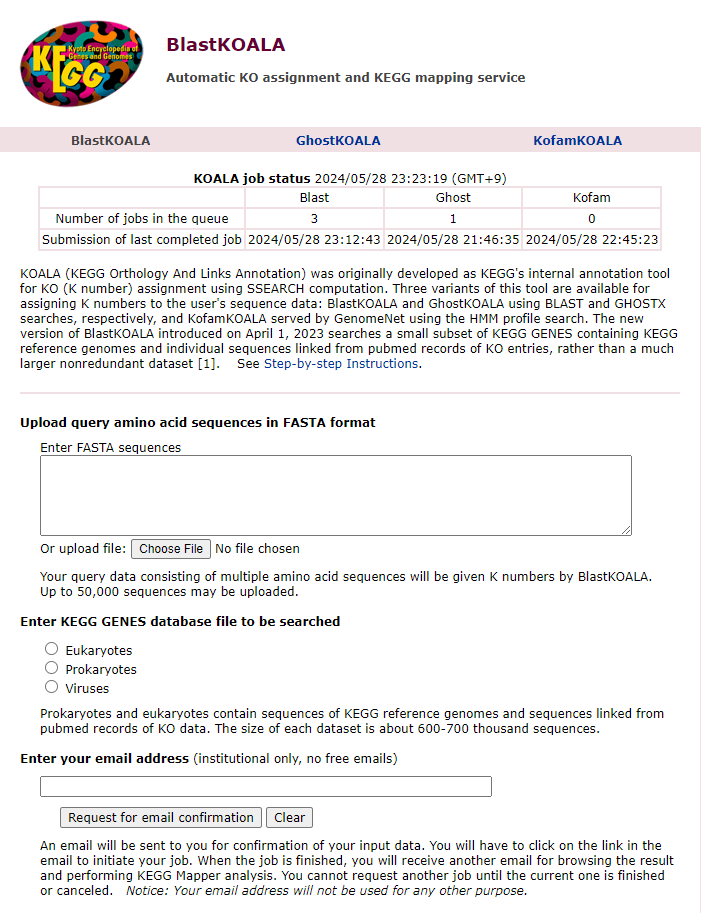 KEGG
Kyoto Encyclopedia of
Genes and Genomes
BlastKOALA
Automatic KO assignment and KEGG mapping service
BlastKOALA GhostKOALA KofamKOALA
KOALA job status 2024/05/28 23:23:19 (GMT+9)
Blast Ghost Kofam
Number of jobs in the queue 3 1 0
Submission of last completed job 2024/05/28 23:12:43 2024/05/28 21:46:35 2024/05/28 22:45:23
KOALA (KEGG Orthology And Links Annotation) was originally developed as KEGG's internal annotation tool
for KO (K number) assignment using SSEARCH computation. Three variants of this tool are available for
assigning K numbers to the user's sequence data: BlastKOALA and GhostKOALA using BLAST and GHOSTX
searches, respectively, and KofamKOALA served by GenomeNet using the HMM profile search. The new
version of BlastKOALA introduced on April 1, 2023 searches a small subset of KEGG GENES containing KEGG
reference genomes and individual sequences linked from pubmed records of KO entries, rather than a much
larger nonredundant dataset [1]. See Step-by-step Instructions.
Upload query amino acid sequences in FASTA format
Enter FASTA sequences
Or upload file: Choose File No file chosen
Your query data consisting of multiple amino acid sequences will be given K numbers by BlastKOALA.
Up to 50,000 sequences may be uploaded.
Enter KEGG GENES database file to be searched
Eukaryotes
Prokaryotes
Viruses
Prokaryotes and eukaryotes contain sequences of KEGG reference genomes and sequences linked from
pubmed records of KO data. The size of each dataset is about 600-700 thousand sequences.
Enter your email address (institutional only, no free emails)
Request for email confirmation Clear
An email will be sent to you for confirmation of your input data. You will have to click on the link in the
email to initiate your job. When the job is finished, you will receive another email for browsing the result
and performing KEGG Mapper analysis. You cannot request another job until the current one is finished
or canceled. Notice: Your email address will not be used for any other purpose.